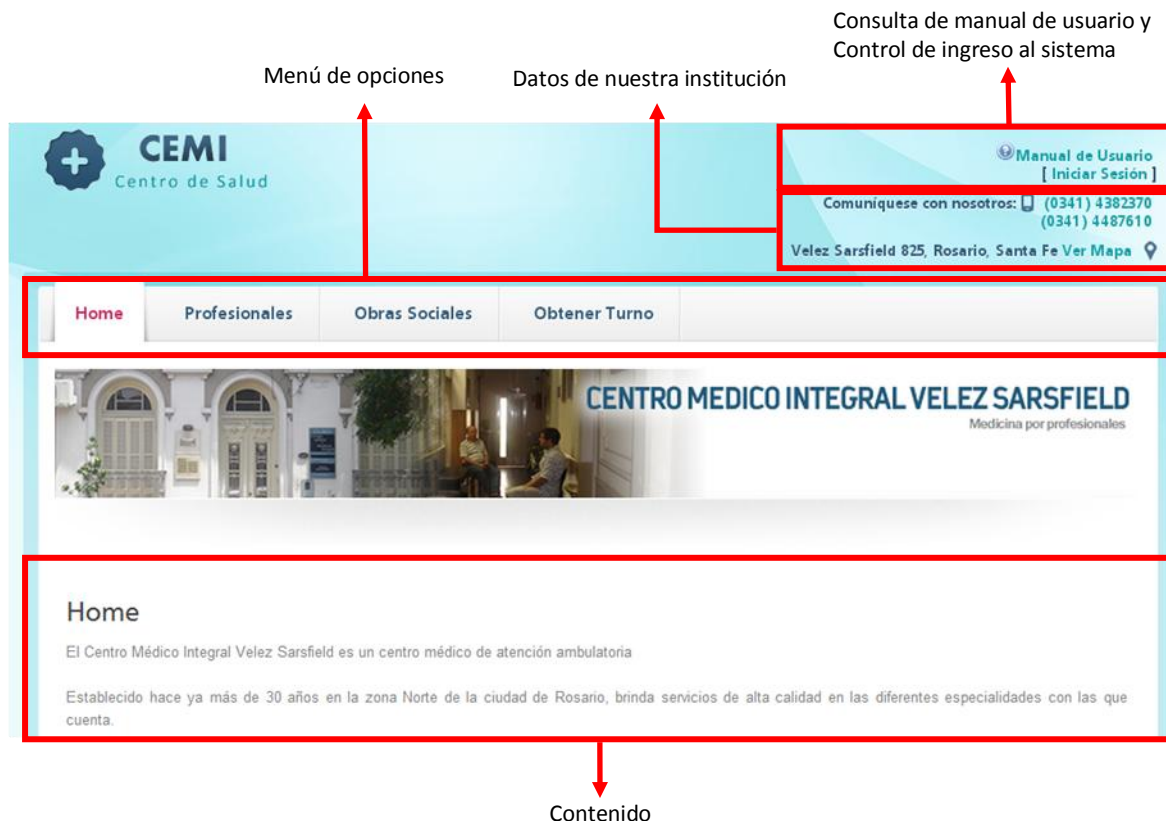 Consulta de manual de usuario y
Control de ingreso al sistema
Menú de opciones
Datos de nuestra institución
CEMI
Centro de Salud
Manual de Usuario
[ Iniciar Sesión ]
Comuníquese con nosotros: (0341) 4382370
(0341) 4487610
Velez Sarsfield 825, Rosario, Santa Fe Ver Mapa
Home Profesionales Obras Sociales Obtener Turno
CENTRO MEDICO INTEGRAL VELEZ SARSFIELD
Medicina por profesionales
Home
El Centro Médico Integral Velez Sarsfield es un centro médico de atención ambulatoria
Establecido hace ya más de 30 años en la zona Norte de la ciudad de Rosario, brinda servicios de alta calidad en las diferentes especialidades con las que
cuenta.
Contenido